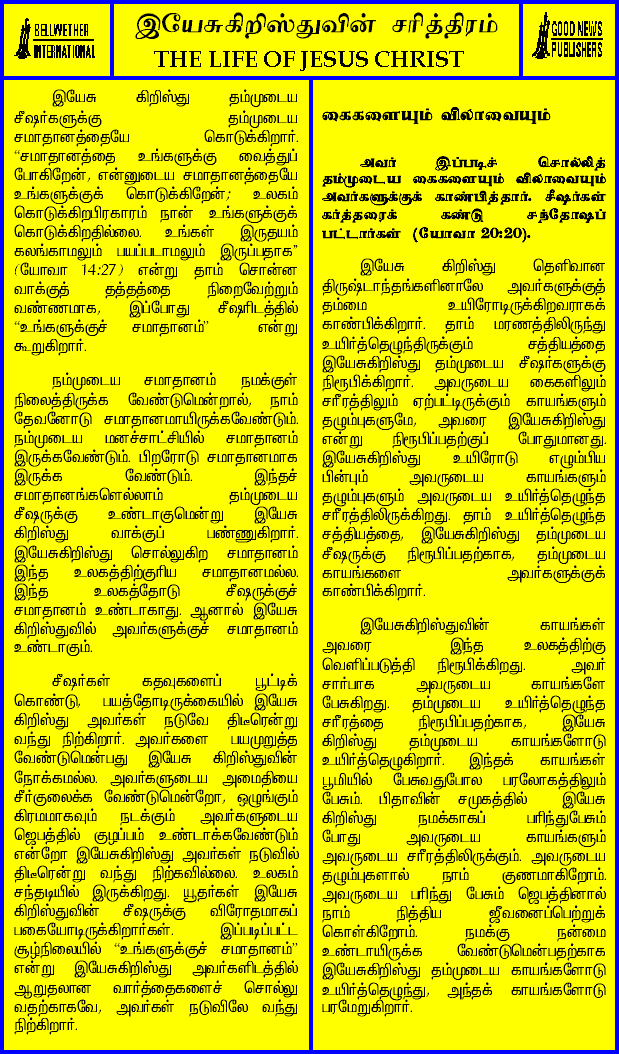 BELLWETHER
INTERNATIONAL
இயேசுகிறிஸ்துவின் சரித்திரம்
THE LIFE OF JESUS CHRIST
GOOD NEWS
PUBLISHERS
இயேசு கிறிஸ்து தம்முடைய
சீஷர்களுக்கு தம்முடைய
சமாதானத்தையே கொடுக்கிறார்.
“சமாதானத்தை உங்களுக்கு வைத்துப்
போகிறேன், என்னுடைய சமாதானத்தையே
உங்களுக்குக் கொடுக்கிறேன்; உலகம்
கொடுக்கிறபிரகாரம் நான் உங்களுக்குக்
கொடுக்கிறதில்லை. உங்கள் இருதயம்
கலங்காமலும் பயப்படாமலும் இருப்பதாக”
(யோவா 14:27) என்று தாம் சொன்ன
வாக்குத் தத்தத்தை நிறைவேற்றும்
வண்ணமாக, இப்போது சீஷரிடத்தில்
“உங்களுக்குச் சமாதானம்” என்று
கூறுகிறார்.
நம்முடைய சமாதானம் நமக்குள்
நிலைத்திருக்க வேண்டுமென்றால், நாம்
தேவனோடு சமாதானமாயிருக்கவேண்டும்.
நம்முடைய மனச்சாட்சியில் சமாதானம்
இருக்கவேண்டும். பிறரோடு சமாதானமாக
இருக்க வேண்டும். இந்தச்
சமாதானங்களெல்லாம் தம்முடைய
சீஷருக்கு உண்டாகுமென்று இயேசு
கிறிஸ்து வாக்குப் பண்ணுகிறார்.
இயேசுகிறிஸ்து சொல்லுகிற சமாதானம்
இந்த உலகத்திற்குரிய சமாதானமல்ல.
இந்த உலகத்தோடு சீஷருக்குச்
சமாதானம் உண்டாகாது. ஆனால் இயேசு
கிறிஸ்துவில் அவர்களுக்குச் சமாதானம்
உண்டாகும்.
சீஷர்கள் கதவுகளைப் பூட்டிக்
கொண்டு, பயத்தோடிருக்கையில் இயேசு
கிறிஸ்து அவர்கள் நடுவே திடீரென்று
வந்து நிற்கிறார். அவர்களை பயமுறுத்த
வேண்டுமென்பது இயேசு கிறிஸ்துவின்
நோக்கமல்ல. அவர்களுடைய அமைதியை
சீர்குலைக்க வேண்டுமென்றோ, ஒழுங்கும்
கிரமமாகவும் நடக்கும் அவர்களுடைய
ஜெபத்தில் குழப்பம் உண்டாக்கவேண்டும்
என்றோ இயேசுகிறிஸ்து அவர்கள் நடுவில்
திடீரென்று வந்து நிற்கவில்லை. உலகம்
சந்தடியில் இருக்கிறது. யூதர்கள் இயேசு
கிறிஸ்துவின் சீஷருக்கு விரோதமாகப்
பகையோடிருக்கிறார்கள். இப்படிப்பட்ட
சூழ்நிலையில் “உங்களுக்குச் சமாதானம்”
என்று இயேசுகிறிஸ்து அவர்களிடத்தில்
ஆறுதலான வார்த்தைகளைச் சொல்லு
வதற்காகவே, அவர்கள் நடுவிலே வந்து
நிற்கிறார்.
கைகளையும் விலாவையும்
அவர் இப்படிச் சொல்லித்
தம்முடைய கைகளையும் விலாவையும்
அவர்களுக்குக் காண்பித்தார். சீஷர்கள்
கர்த்தரைக் கண்டு சந்தோஷப்
பட்டார்கள் (யோவா 20:20).
இயேசு கிறிஸ்து தெளிவான
திருஷ்டாந்தங்களினாலே அவர்களுக்குத்
தம்மை உயிரோடிருக்கிறவராகக்
காண்பிக்கிறார். தாம் மரணத்திலிருந்து
உயிர்த்தெழுந்திருக்கும் சத்தியத்தை
இயேசுகிறிஸ்து தம்முடைய சீஷர்களுக்கு
நிரூபிக்கிறார். அவருடைய கைகளிலும்
சரீரத்திலும் ஏற்பட்டிருக்கும் காயங்களும்
தழும்புகளுமே, அவரை இயேசுகிறிஸ்து
என்று நிரூபிப்பதற்குப் போதுமானது.
இயேசுகிறிஸ்து உயிரோடு எழும்பிய
பின்பும் அவருடைய காயங்களும்
தழும்புகளும் அவருடைய உயிர்த்தெழுந்த
சரீரத்திலிருக்கிறது. தாம் உயிர்த்தெழுந்த
சத்தியத்தை, இயேசுகிறிஸ்து தம்முடைய
சீஷருக்கு நிரூபிப்பதற்காக, தம்முடைய
காயங்களை அவர்களுக்குக்
காண்பிக்கிறார்.
இயேசுகிறிஸ்துவின் காயங்கள்
அவரை இந்த உலகத்திற்கு
வெளிப்படுத்தி நிரூபிக்கிறது. அவர்
சார்பாக அவருடைய காயங்களே
பேசுகிறது. தம்முடைய உயிர்த்தெழுந்த
சரீரத்தை நிரூபிப்பதற்காக, இயேசு
கிறிஸ்து தம்முடைய காயங்களோடு
உயிர்த்தெழுகிறார். இந்தக் காயங்கள்
பூமியில் பேசுவதுபோல பரலோகத்திலும்
பேசும். பிதாவின் சமுகத்தில் இயேசு
கிறிஸ்து நமக்காகப் பரிந்துபேசும்
போது அவருடைய காயங்களும்
அவருடைய சரீரத்திலிருக்கும். அவருடைய
தழும்புகளால் நாம் குணமாகிறோம்.
அவருடைய பரிந்து பேசும் ஜெபத்தினால்
நாம் நித்திய ஜீவனைப்பெற்றுக்
கொள்கிறோம். நமக்கு நன்மை
உண்டாயிருக்க வேண்டுமென்பதற்காக
இயேசுகிறிஸ்து தம்முடைய காயங்களோடு
உயிர்த்தெழுந்து, அந்தக் காயங்களோடு
பரமேறுகிறார்.